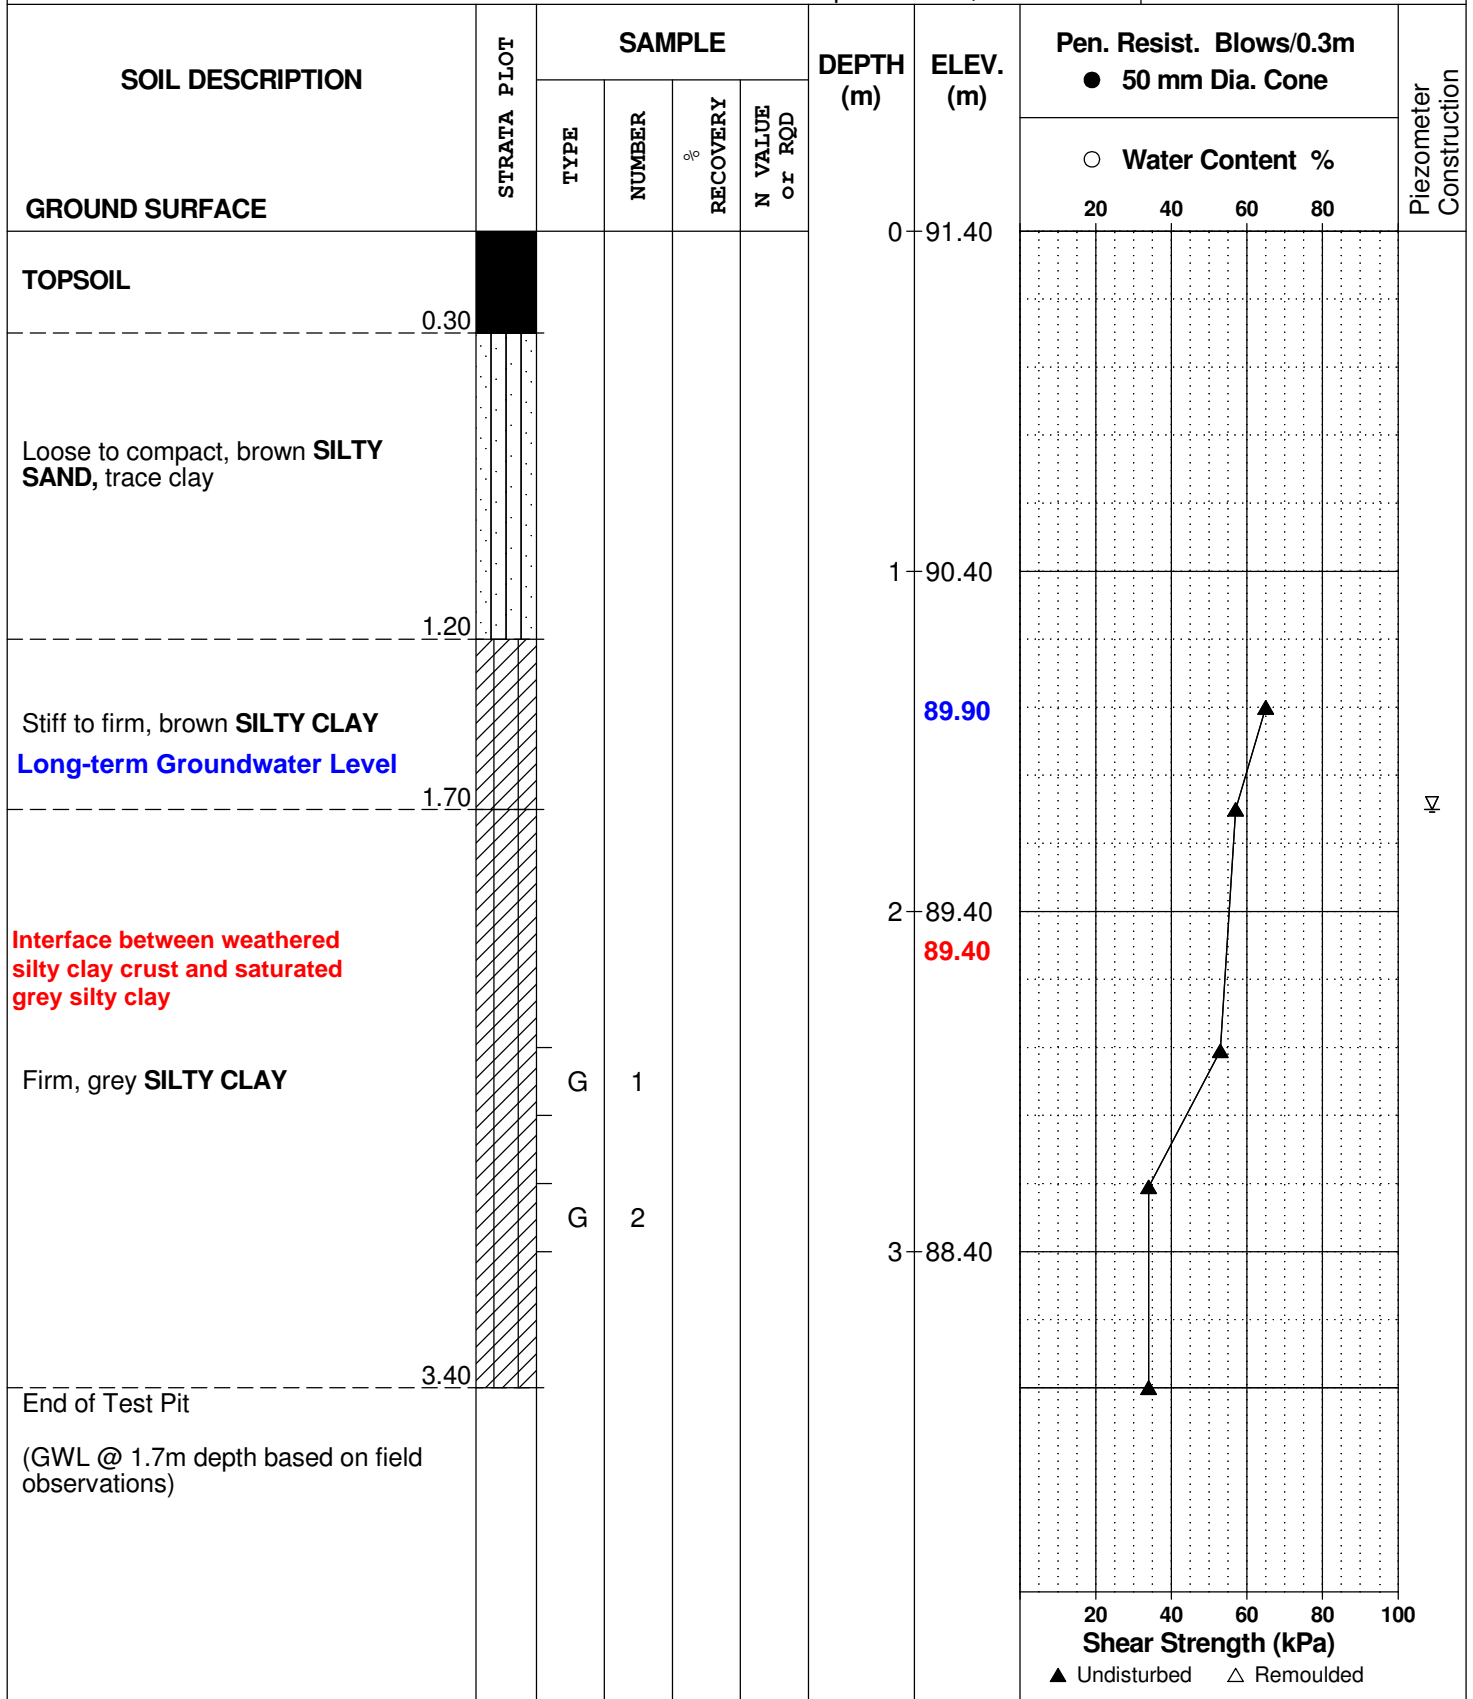 SOIL DESCRIPTION
GROUND SURFACE
STRATA PLOT
SAMPLE
TYPE
NUMBER
%
RECOVERY
N VALUE
or RQD
DEPTH
(m)
ELEV.
(m)
Pen. Resist. Blows/0.3m
● 50 mm Dia. Cone
○ Water Content %
20 40 60 80
Piezometer
Construction
0 91.40
TOPSOIL
0.30
Loose to compact, brown SILTY
SAND, trace clay
1 90.40
1.20
Stiff to firm, brown SILTY CLAY
89.90
Long-term Groundwater Level
1.70
2 89.40
Interface between weathered
silty clay crust and saturated
grey silty clay
89.40
Firm, grey SILTY CLAY
G 1
G 2
3 88.40
3.40
End of Test Pit
(GWL @ 1.7m depth based on field
observations)
20 40 60 80 100
Shear Strength (kPa)
▲ Undisturbed △ Remoulded